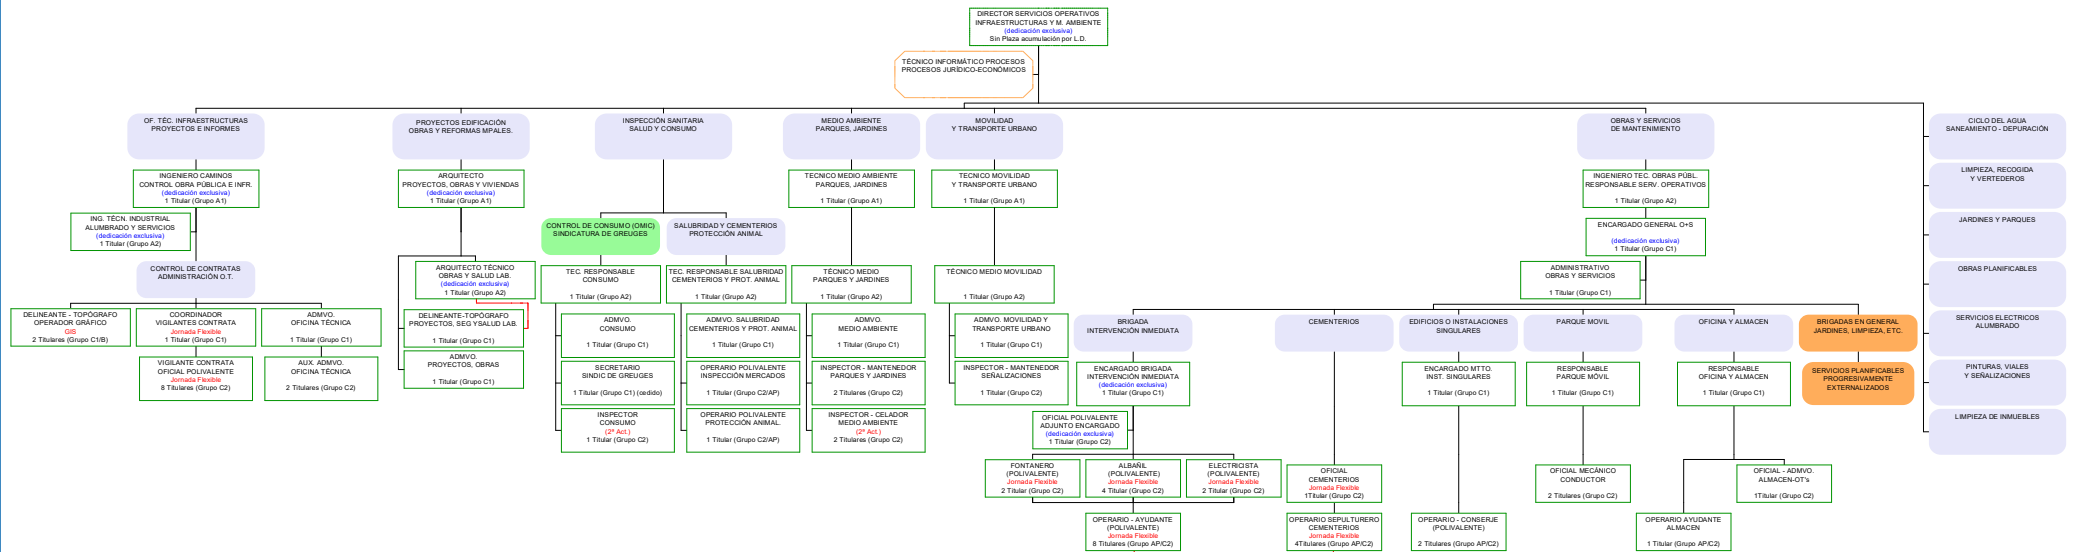 DIRECTOR SERVICIOS OPERATIVOS
INFRAESTRUCTURAS Y M. AMBIENTE
(dedicación exclusiva)
Sin Plaza acumulación por L.D.
TÉCNICO INFORMÁTICO PROCESOS
PROCESOS JURÍDICO-ECONÓMICOS
OF. TÉC. INFRAESTRUCTURAS
PROYECTOS E INFORMES
PROYECTOS EDIFICACIÓN
OBRAS Y REFORMAS MPALES.
INSPECCIÓN SANITARIA
SALUD Y CONSUMO
MEDIO AMBIENTE
PARQUES, JARDINES
MOVILIDAD
Y TRANSPORTE URBANO
OBRAS Y SERVICIOS
DE MANTENIMIENTO
CICLO DEL AGUA
SANEAMIENTO - DEPURACIÓN
LIMPIEZA, RECOGIDA
Y VERTEDEROS
JARDINES Y PARQUES
OBRAS PLANIFICABLES
SERVICIOS ELECTRICOS
ALUMBRADO
PINTURAS, VIALES
Y SEÑALIZACIONES
LIMPIEZA DE INMUEBLES
INGENIERO CAMINOS
CONTROL OBRA PÚBLICA E INFR.
(dedicación exclusiva)
1 Titular (Grupo A1)
ING. TÉCN. INDUSTRIAL
ALUMBRADO Y SERVICIOS
(dedicación exclusiva)
1 Titular (Grupo A2)
CONTROL DE CONTRATAS
ADMINISTRACIÓN O.T.
DELINEANTE - TOPÓGRAFO
OPERADOR GRÁFICO
GIS
2 Titulares (Grupo C1/B)
COORDINADOR
VIGILANTES CONTRATA
Jornada Flexible
1 Titular (Grupo C1)
ADMVO.
OFICINA TÉCNICA
1 Titular (Grupo C1)
VIGILANTE CONTRATA
OFICIAL POLIVALENTE
Jornada Flexible
8 Titulares (Grupo C2)
AUX. ADMVO.
OFICINA TÉCNICA
2 Titulares (Grupo C2)
ARQUITECTO
PROYECTOS, OBRAS Y VIVIENDAS
(dedicación exclusiva)
1 Titular (Grupo A1)
ARQUITECTO TÉCNICO
OBRAS Y SALUD LAB.
(dedicación exclusiva)
1 Titular (Grupo A2)
DELINEANTE-TOPÓGRAFO
PROYECTOS, SEG YSALUD LAB.
1 Titular (Grupo C1)
ADMVO.
PROYECTOS, OBRAS
1 Titular (Grupo C1)
CONTROL DE CONSUMO (OMIC)
SINDICATURA DE GREUGES
SALUBRIDAD Y CEMENTERIOS
PROTECCIÓN ANIMAL
TEC. RESPONSABLE
CONSUMO
1 Titular (Grupo A2)
TEC. RESPONSABLE SALUBRIDAD
CEMENTERIOS Y PROT. ANIMAL
1 Titular (Grupo A2)
ADMVO.
CONSUMO
1 Titular (Grupo C1)
ADMVO. SALUBRIDAD
CEMENTERIOS Y PROT. ANIMAL
1 Titular (Grupo C1)
SECRETARIO
SINDIC DE GREUGES
1 Titular (Grupo C1) (cedido)
OPERARIO POLIVALENTE
INSPECCIÓN MERCADOS
1 Titular (Grupo C2/AP)
INSPECTOR
CONSUMO
(2ª Act.)
1 Titular (Grupo C2)
OPERARIO POLIVALENTE
PROTECCIÓN ANIMAL.
1 Titular (Grupo C2/AP)
TECNICO MEDIO AMBIENTE
PARQUES, JARDINES
1 Titular (Grupo A1)
TÉCNICO MEDIO
PARQUES Y JARDINES
1 Titular (Grupo A2)
ADMVO.
MEDIO AMBIENTE
1 Titular (Grupo C1)
INSPECTOR - MANTENEDOR
PARQUES Y JARDINES
2 Titulares (Grupo C2)
INSPECTOR - CELADOR
MEDIO AMBIENTE
(2ª Act.)
2 Titulares (Grupo C2)
TECNICO MOVILIDAD
Y TRANSPORTE URBANO
1 Titular (Grupo A1)
TÉCNICO MEDIO MOVILIDAD
1 Titular (Grupo A2)
ADMVO. MOVILIDAD Y
TRANSPORTE URBANO
1 Titular (Grupo C1)
INSPECTOR - MANTENEDOR
SEÑALIZACIONES
1 Titular (Grupo C2)
INGENIERO TEC. OBRAS PÚBL.
RESPONSABLE SERV. OPERATIVOS
1 Titular (Grupo A2)
ENCARGADO GENERAL O+S
(dedicación exclusiva)
1 Titular (Grupo C1)
ADMINISTRATIVO
OBRAS Y SERVICIOS
1 Titular (Grupo C1)
BRIGADA
INTERVENCIÓN INMEDIATA
CEMENTERIOS
EDIFICIOS O INSTALACIONES
SINGULARES
PARQUE MOVIL
OFICINA Y ALMACEN
BRIGADAS EN GENERAL
JARDINES, LIMPIEZA, ETC.
ENCARGADO BRIGADA
INTERVENCIÓN INMEDIATA
(dedicación exclusiva)
1 Titular (Grupo C1)
ENCARGADO MTTO.
INST. SINGULARES
1 Titular (Grupo C1)
RESPONSABLE
PARQUE MÓVIL
1 Titular (Grupo C1)
RESPONSABLE
OFICINA Y ALMACEN
1 Titular (Grupo C1)
SERVICIOS PLANIFICABLES
PROGRESIVAMENTE
EXTERNALIZADOS
OFICIAL POLIVALENTE
ADJUNTO ENCARGADO
(dedicación exclusiva)
1 Titular (Grupo C2)
FONTANERO
(POLIVALENTE)
Jornada Flexible
2 Titular (Grupo C2)
ALBAÑIL
(POLIVALENTE)
Jornada Flexible
4 Titular (Grupo C2)
ELECTRICISTA
(POLIVALENTE)
Jornada Flexible
2 Titular (Grupo C2)
OFICIAL
CEMENTERIOS
Jornada Flexible
1Titular (Grupo C2)
OFICIAL MECÁNICO
CONDUCTOR
2 Titulares (Grupo C2)
OFICIAL - ADMVO.
ALMACEN-OT's
1Titular (Grupo C2)
OPERARIO - AYUDANTE
(POLIVALENTE)
Jornada Flexible
8 Titulares (Grupo AP/C2)
OPERARIO SEPULTURERO
CEMENTERIOS
Jornada Flexible
4Titulares (Grupo AP/C2)
OPERARIO - CONSERJE
(POLIVALENTE)
2 Titulares (Grupo AP/C2)
OPERARIO AYUDANTE
ALMACEN
1 Titular (Grupo AP/C2)